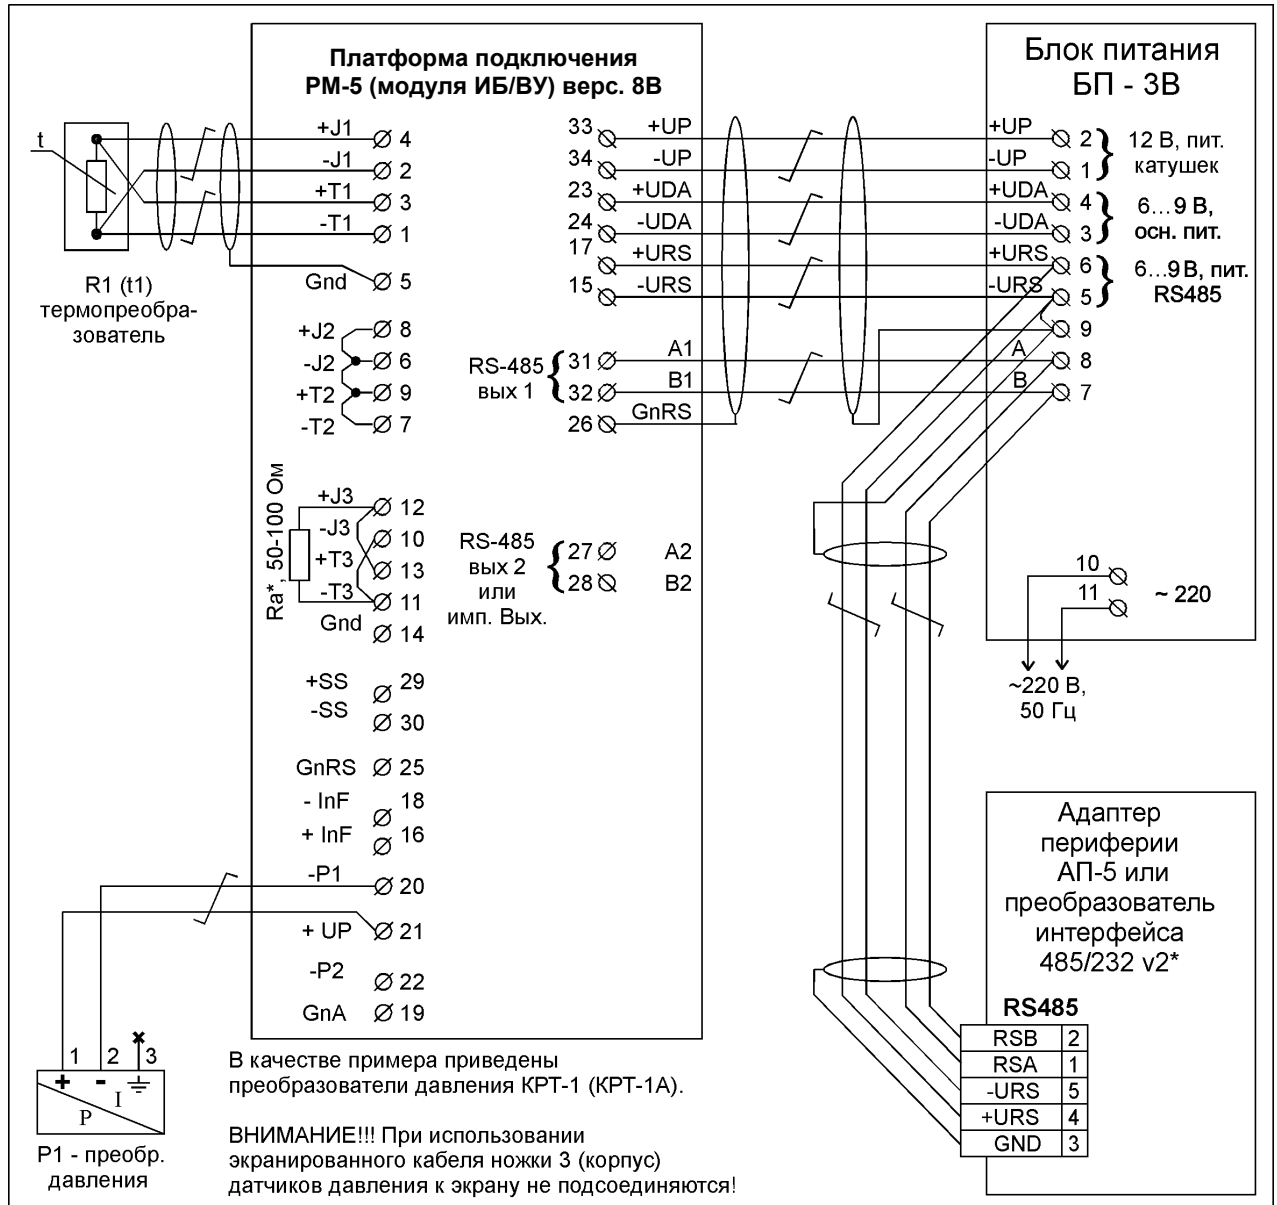 Платформа подключения
РМ-5 (модуля ИБ/ВУ) верс. 8В
Блок питания
БП - 3В
t
R1 (t1)
термопреобра-
зователь
+J1 4
-J1 2
+T1 3
-T1 1
Gnd 5
+J2 8
-J2 6
+T2 9
-T2 7
Ra*, 50-100 Ом
+J3 12
-J3 10
+T3 13
-T3 11
Gnd 14
+SS 29
-SS 30
GnRS 25
- InF 18
+ InF 16
-P1 20
+ UP 21
-P2 22
GnA 19
33 +UP
34 -UP
23 +UDA
24 -UDA
17 +URS
15 -URS
RS-485
вых 1
31 A1
32 B1
26 GnRS
RS-485
вых 2
или
имп. Вых.
27 A2
28 B2
+UP 2
-UP 1
12 В, пит.
катушек
+UDA 4
-UDA 3
6...9 В,
осн. пит.
+URS 6
-URS 5
6...9 В, пит.
RS485
9
A 8
B 7
10
11
~ 220
~220 В,
50 Гц
Адаптер
периферии
АП-5 или
преобразователь
интерфейса
485/232 v2*
RS485
RSB 2
RSA 1
-URS 5
+URS 4
GND 3
1 2 3
+ -
I
P
P1 - преобр.
давления
В качестве примера приведены
преобразователи давления КРТ-1 (КРТ-1А).
ВНИМАНИЕ!!! При использовании
экранированного кабеля ножки 3 (корпус)
датчиков давления к экрану не подсоединяются!